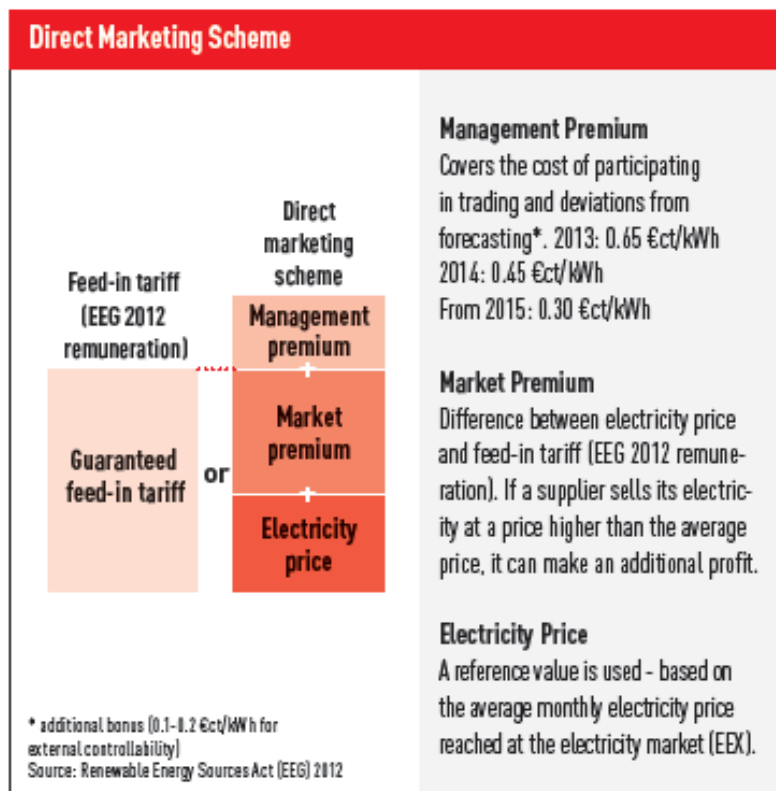 Direct Marketing Scheme
Feed-in tariff
(EEG 2012
remuneration)
Guaranteed
feed-in tariff
or
Direct
marketing
scheme
Management
premium
+
Market
premium
+
Electricity
price
* additional bonus (0.1-0.2 €ct/kWh for
external controllability)
Source: Renewable Energy Sources Act (EEG) 2012
Management Premium
Covers the cost of participating
in trading and deviations from
forecasting*. 2013: 0.65 €ct/kWh
2014: 0.45 €ct/kWh
From 2015: 0.30 €ct/kWh
Market Premium
Difference between electricity price
and feed-in tariff (EEG 2012 remune-
ration). If a supplier sells its electric-
ity at a price higher than the average
price, it can make an additional profit.
Electricity Price
A reference value is used - based on
the average monthly electricity price
reached at the electricity market (EEX).